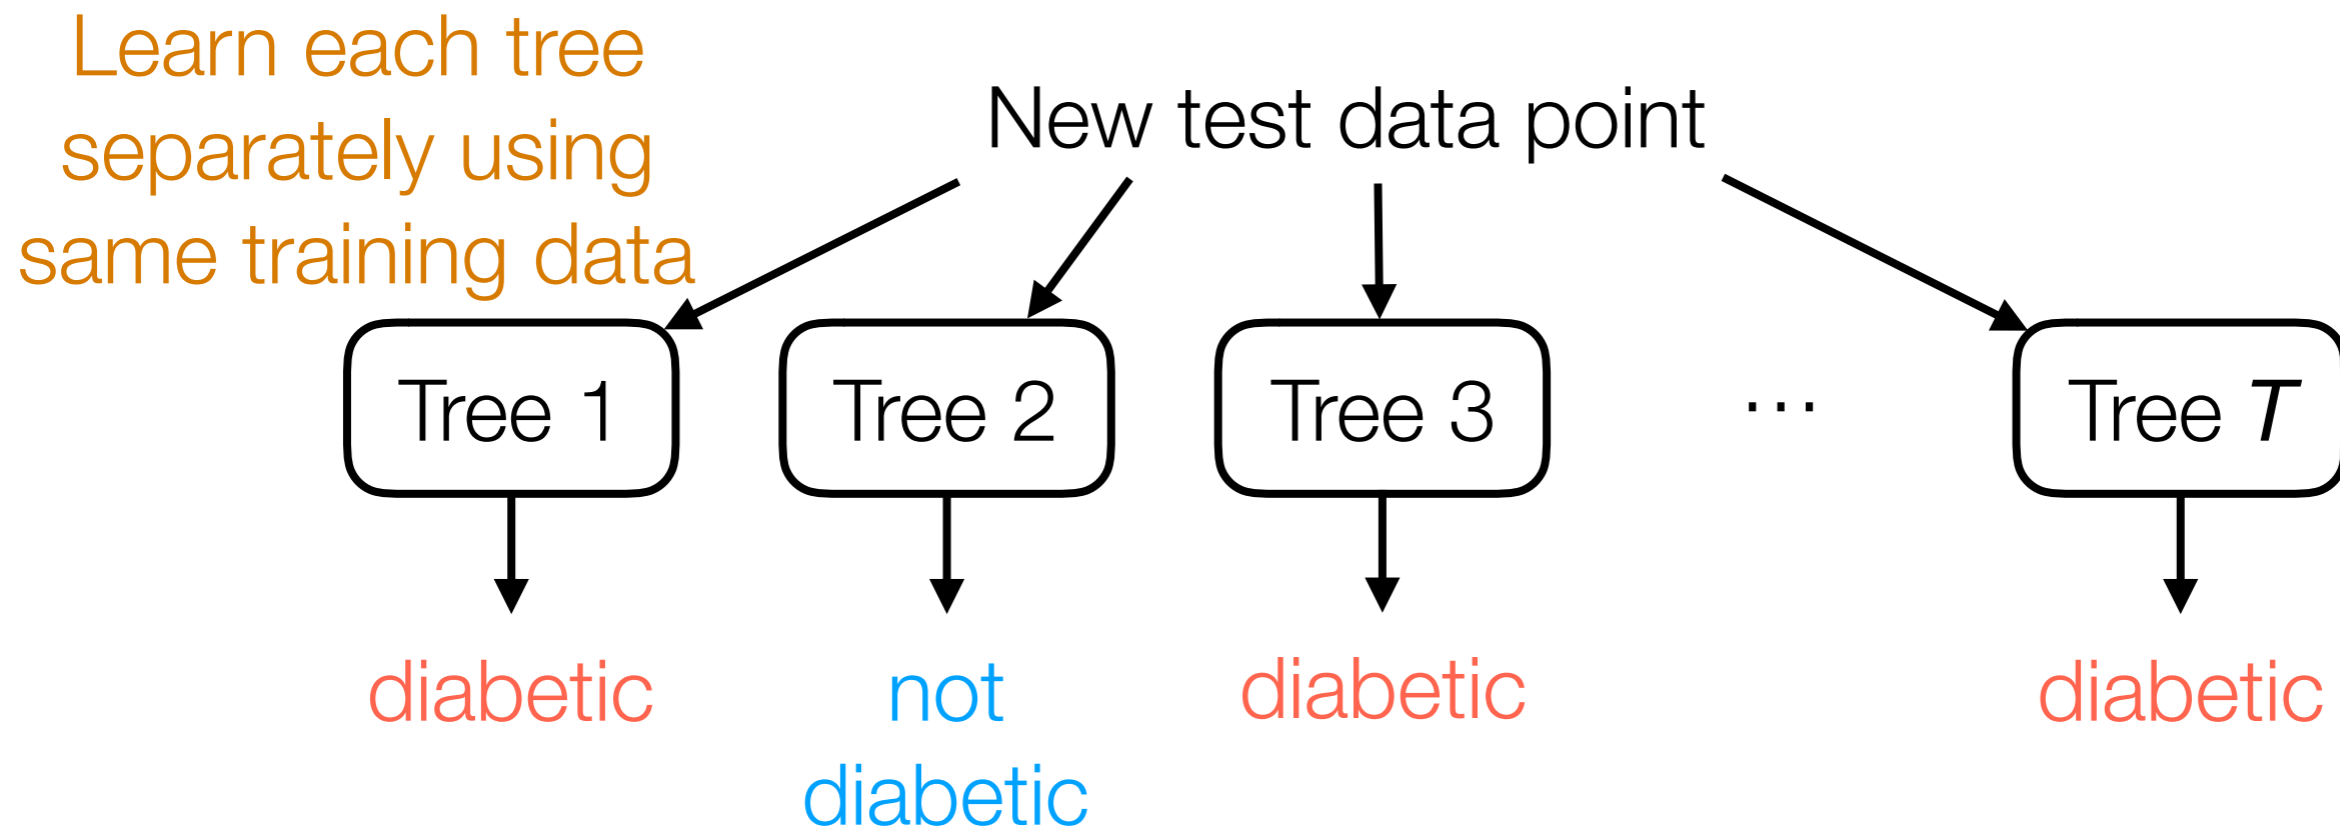 Learn each tree
separately using
same training data
New test data point
Tree 1
Tree 2
Tree 3
...
Tree T
diabetic
not
diabetic
diabetic
diabetic